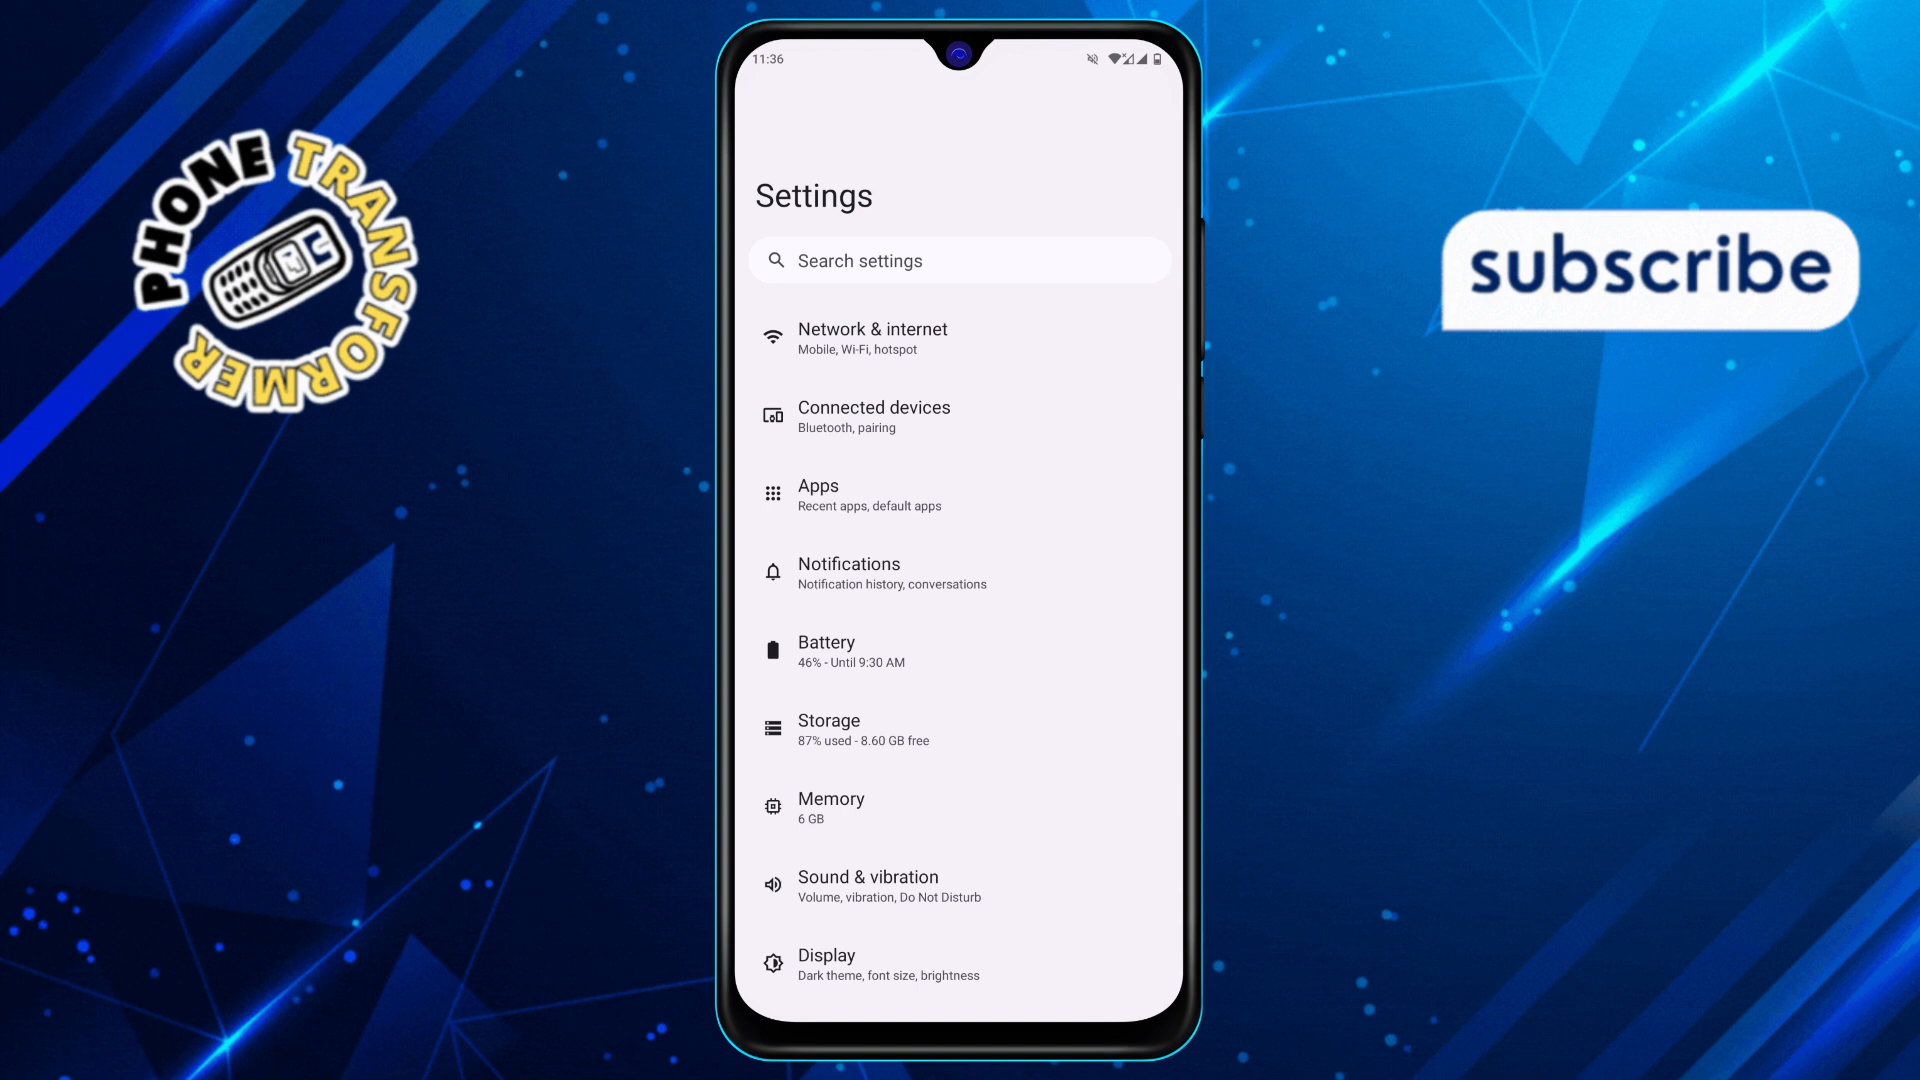 PHONE TRANSFORMER
subscribe
11:36
Settings
Search settings
Network & internet
Mobile, Wi-Fi, hotspot
Connected devices
Bluetooth, pairing
Apps
Recent apps, default apps
Notifications
Notification history, conversations
Battery
46% - Until 9:30 AM
Storage
87% used - 8.60 GB free
Memory
6 GB
Sound & vibration
Volume, vibration, Do Not Disturb
Display
Dark theme, font size, brightness